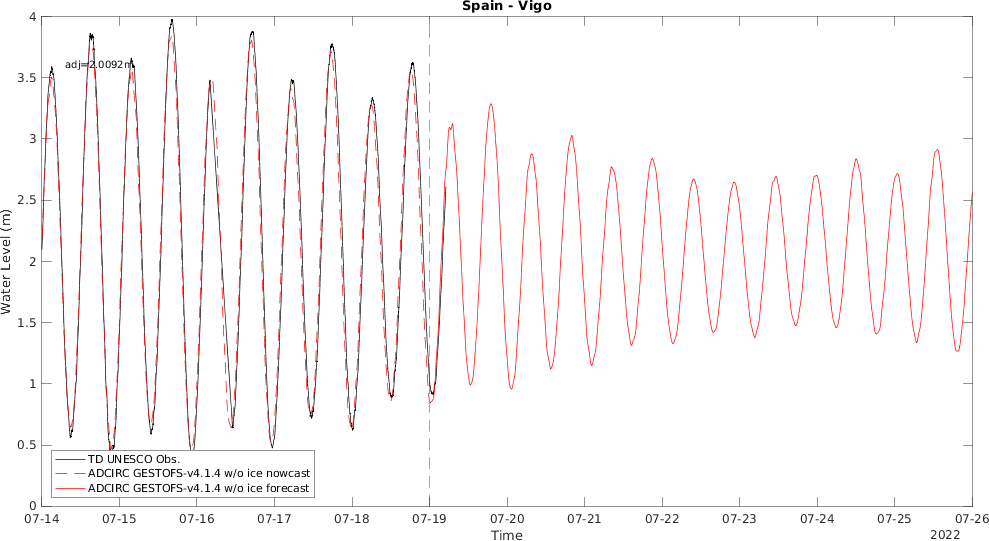 Spain - Vigo
Water Level (m)
4
3.5
3
2.5
2
1.5
1
0.5
0
adj=2.0092m
TD UNESCO Obs.
ADCIRC GESTOFS-v4.1.4 w/o ice nowcast
ADCIRC GESTOFS-v4.1.4 w/o ice forecast
07-14 07-15 07-16 07-17 07-18 07-19 07-20 07-21 07-22 07-23 07-24 07-25 07-26
Time
2022